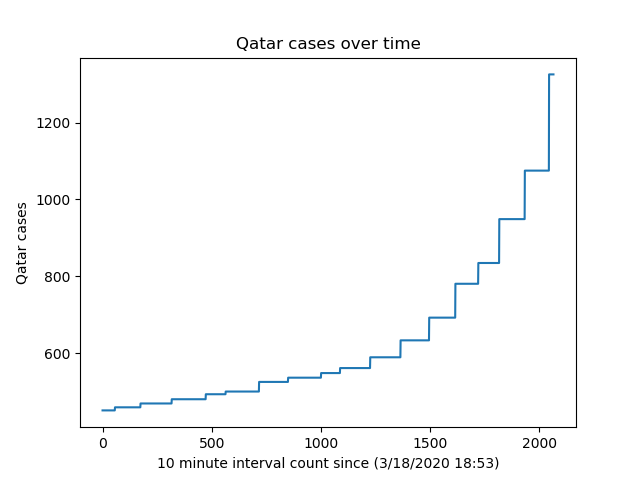 Qatar cases over time
Qatar cases
1200
1000
800
600
0 500 1000 1500 2000
10 minute interval count since (3/18/2020 18:53)